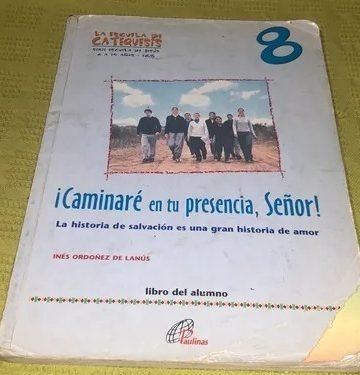 LA ESCUELA DE
CATEQUESIS
8
¡Caminaré en tu presencia, Señor!
La historia de salvación es una gran historia de amor
INÉS ORDOÑEZ DE LANÚS
libro del alumno
Paulinas